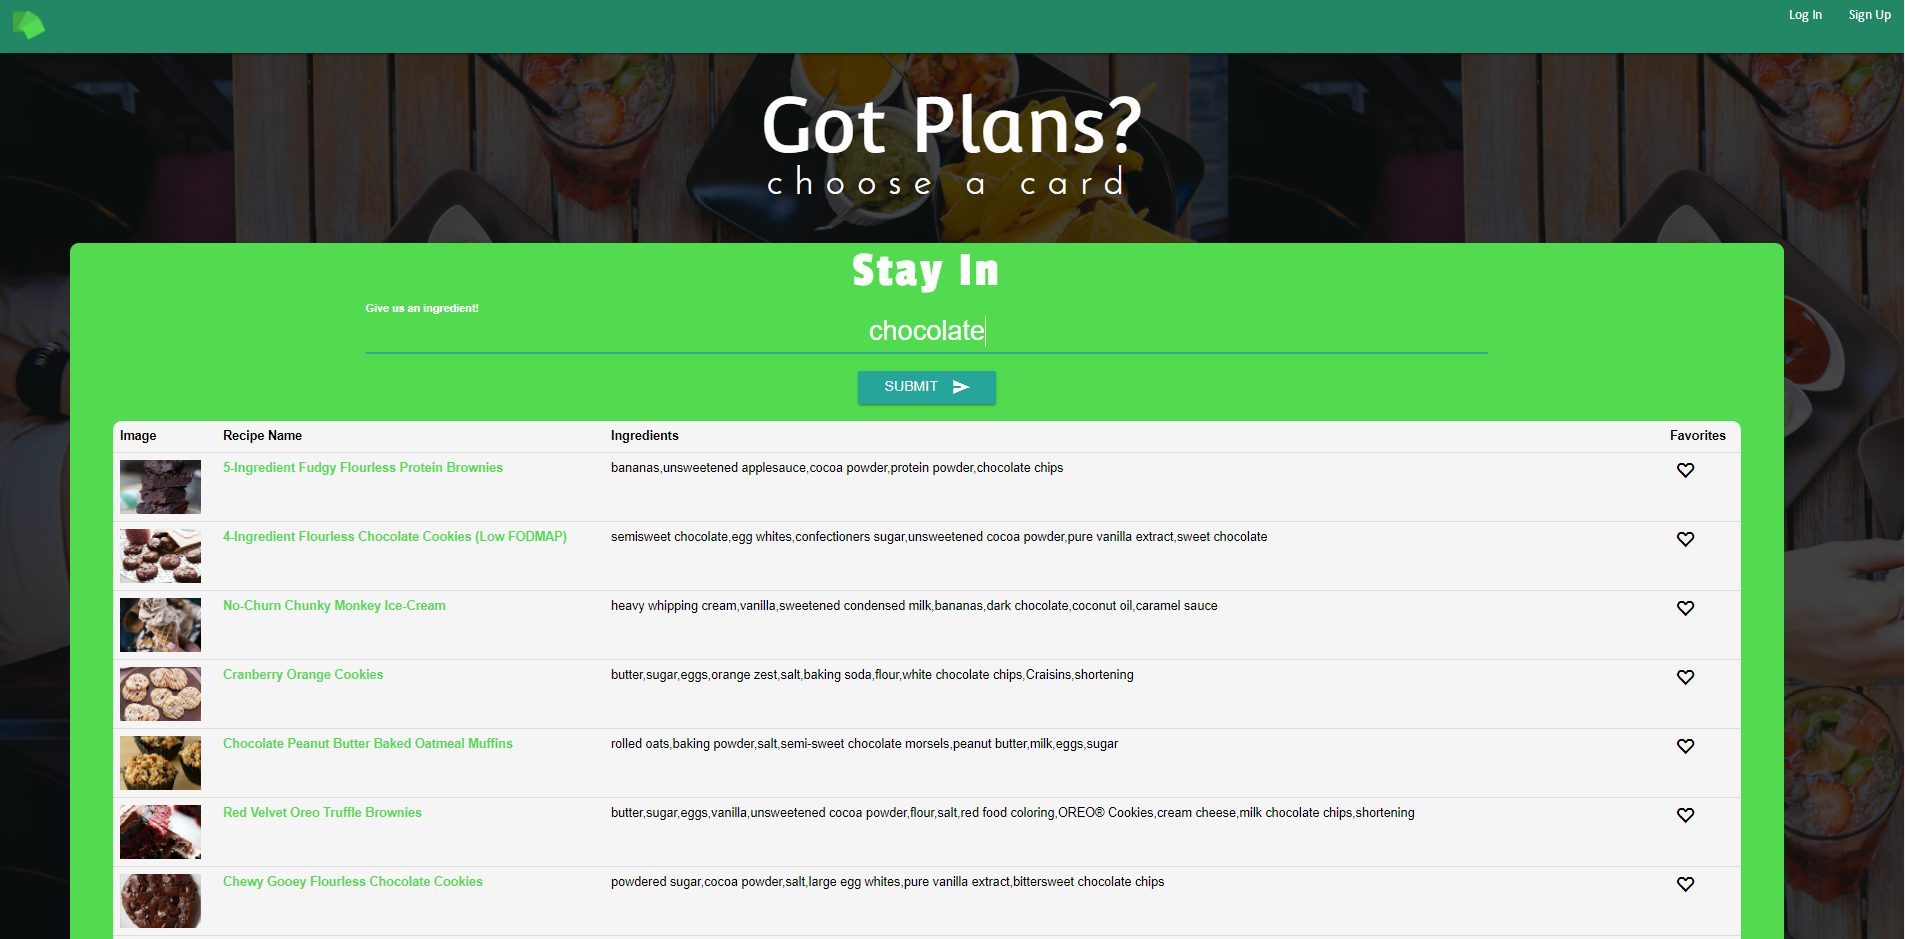 Log In Sign Up
Got Plans?
choose a card
Stay In
Give us an ingredient!
chocolate
SUBMIT
Image Recipe Name Ingredients Favorites
5-Ingredient Fudgy Flourless Protein Brownies bananas,unsweetened applesauce,cocoa powder,protein powder,chocolate chips
4-Ingredient Flourless Chocolate Cookies (Low FODMAP) semisweet chocolate,egg whites,confectioners sugar,unsweetened cocoa powder,pure vanilla extract,sweet chocolate
No-Churn Chunky Monkey Ice-Cream heavy whipping cream,vanilla,sweetened condensed milk,bananas,dark chocolate,coconut oil,caramel sauce
Cranberry Orange Cookies butter,sugar,eggs,orange zest,salt,baking soda,flour,white chocolate chips,Craisins,shortening
Chocolate Peanut Butter Baked Oatmeal Muffins rolled oats,baking powder,salt,semi-sweet chocolate morsels,peanut butter,milk,eggs,sugar
Red Velvet Oreo Truffle Brownies butter,sugar,eggs,vanilla,unsweetened cocoa powder,flour,salt,red food coloring,OREO® Cookies,cream cheese,milk chocolate chips,shortening
Chewy Gooey Flourless Chocolate Cookies powdered sugar,cocoa powder,salt,large egg whites,pure vanilla extract,bittersweet chocolate chips